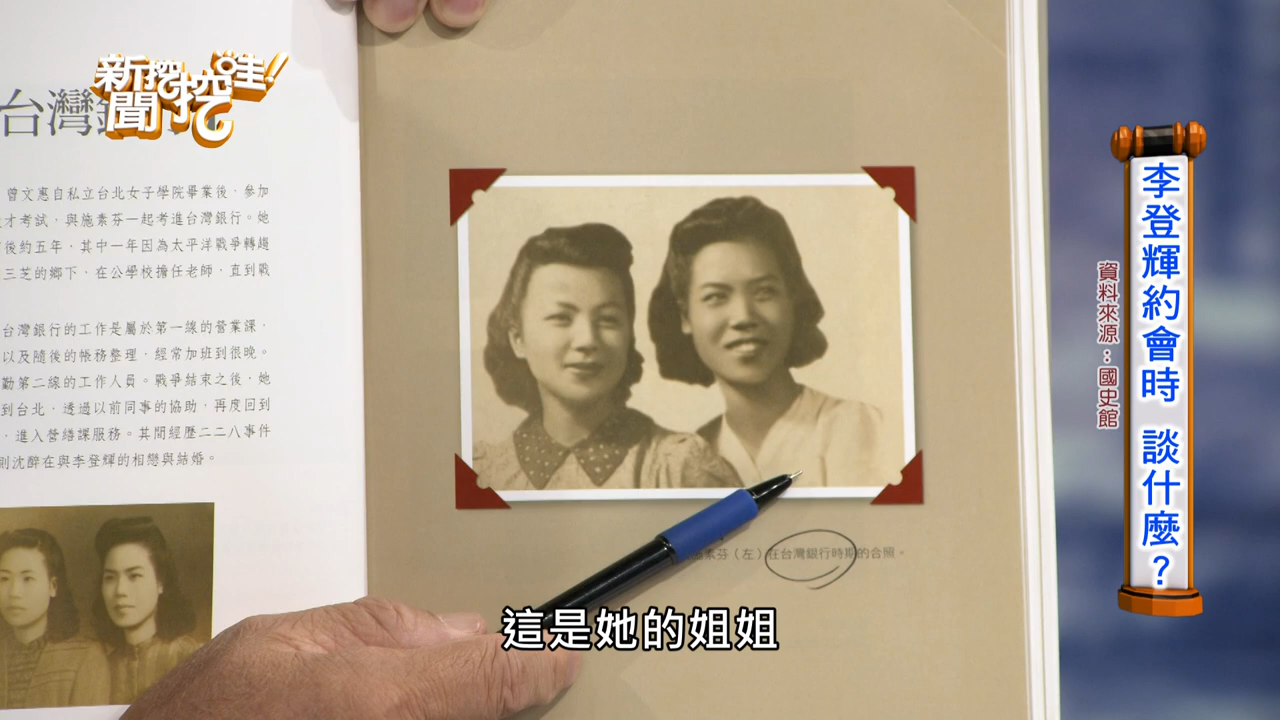 新聞挖挖哇!
台灣銀
曾文惠自私立台北女子學院畢業後，參加
才考試，與施素芬一起考進台灣銀行。她
後約五年，其中一年因為太平洋戰爭轉趨
三芝的鄉下，在公學校擔任老師，直到戰
台灣銀行的工作是屬於第一線的營業課，
以及隨後的帳務整理，經常加班到很晚。
勤第二線的工作人員。戰爭結束之後，她
到台北，透過以前同事的協助，再度回到
，進入營繕課服務。其間經歷二二八事件
則沈醉在與李登輝的相戀與結婚。
素芬（左）在台灣銀行時期的合照。
李登輝約會時 談什麼？
資料來源：國史館
這是她的姐姐